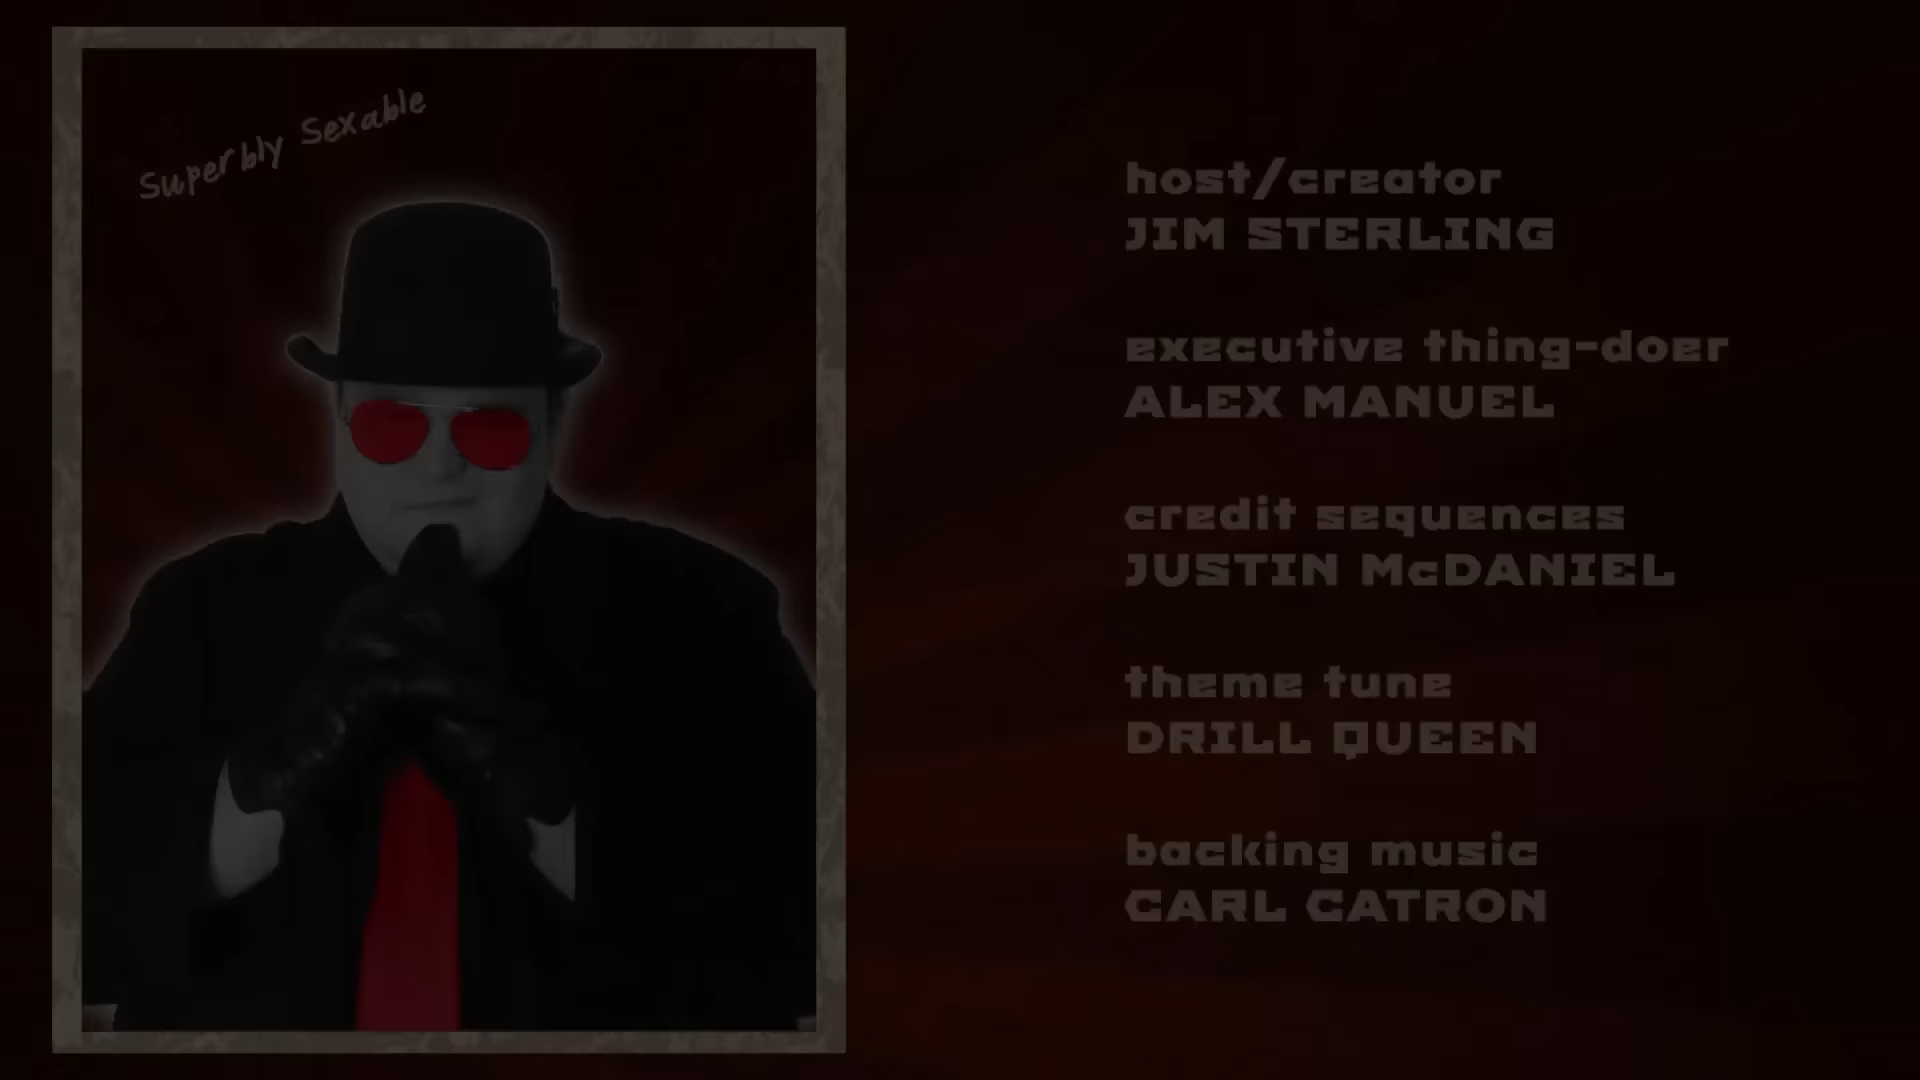 Superbly Sexable
host/creator
JIM STERLING
executive thing-doer
ALEX MANUEL
credit sequences
JUSTIN McDANIEL
theme tune
DRILL QUEEN
backing music
CARL CATRON